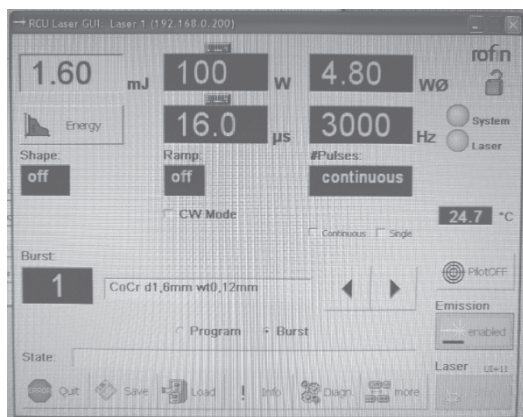 RCU Laser GUI: Laser 1 (192.168.0.200)
rofin
1.60 mJ 100 W 4.80 WØ
Energy 16.0 µs 3000 Hz System
Laser
Shape: Ramp: #Pulses:
off off continuous
CW Mode 24.7 °C
Continuous Single
Burst:
1 CoCr d1,6mm wt0,12mm PilotOFF
Emission
Program Burst enabled
State:
Laser
Quit Save Load Info Diagn. more